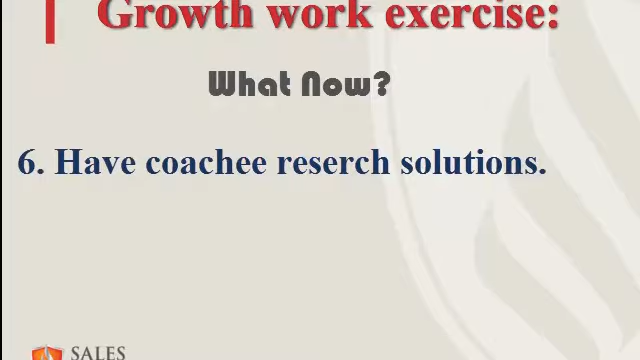 Growth work exercise:
What Now?
6. Have coachee reserch solutions.
SALES